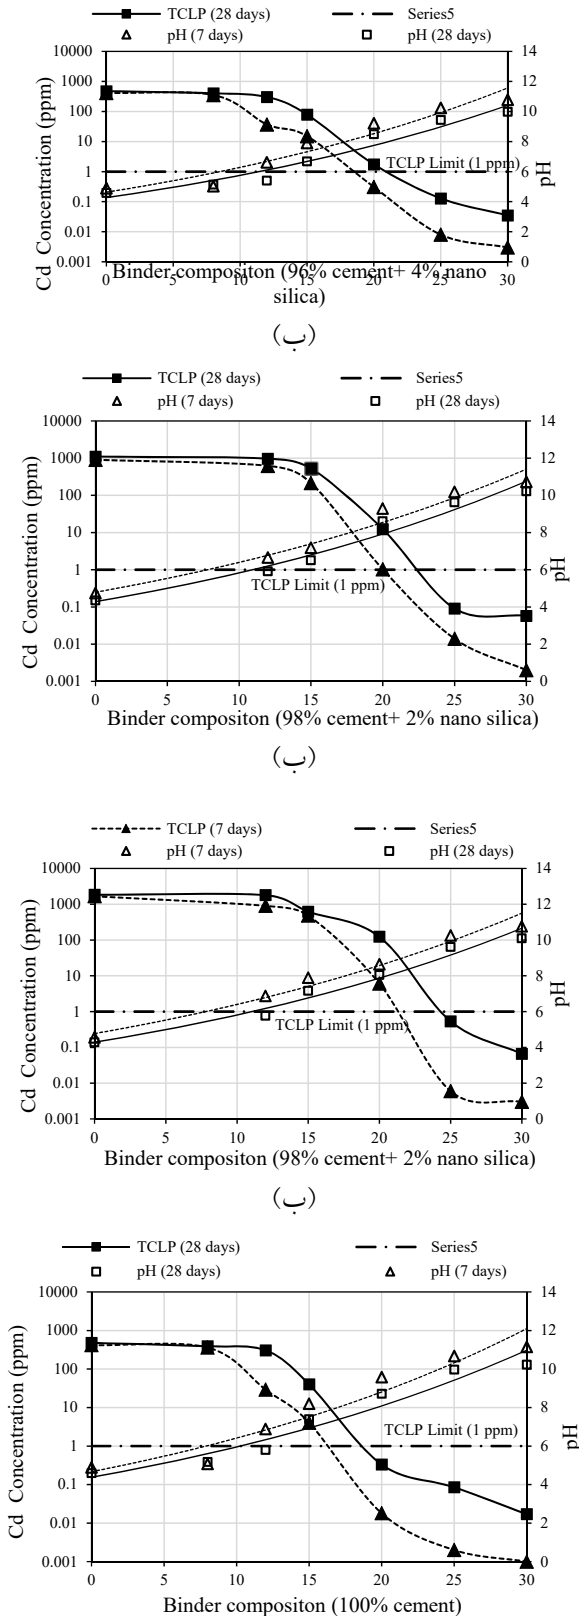 TCLP (28 days) Series5
pH (7 days) pH (28 days)
10000 14
1000 12
100 10
10 8
1 6
0.1 4
0.01 2
0.001 0
TCLP Limit (1 ppm)
Cd Concentration (ppm)
pH
0 5 10 15 20 25 30
Binder compositon (96% cement+ 4% nano
silica)
(ب)
TCLP (28 days) Series5
pH (7 days) pH (28 days)
10000 14
1000 12
100 10
10 8
1 6
0.1 4
0.01 2
0.001 0
TCLP Limit (1 ppm)
Cd Concentration (ppm)
pH
0 5 10 15 20 25 30
Binder compositon (98% cement+ 2% nano silica)
(ب)
TCLP (7 days) Series5
pH (7 days) pH (28 days)
10000 14
1000 12
100 10
10 8
1 6
0.1 4
0.01 2
0.001 0
TCLP Limit (1 ppm)
Cd Concentration (ppm)
pH
0 5 10 15 20 25 30
Binder compositon (98% cement+ 2% nano silica)
(ب)
TCLP (28 days) Series5
pH (28 days) pH (7 days)
10000 14
1000 12
100 10
10 8
1 6
0.1 4
0.01 2
0.001 0
TCLP Limit (1 ppm)
Cd Concentration (ppm)
pH
0 5 10 15 20 25 30
Binder compositon (100% cement)